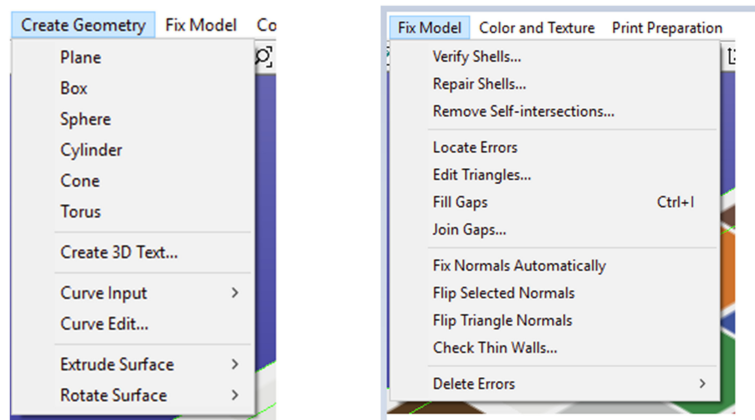 Create Geometry Fix Model Co
Plane
Box
Sphere
Cylinder
Cone
Torus
Create 3D Text...
Curve Input
Curve Edit...
Extrude Surface
Rotate Surface
Fix Model Color and Texture Print Preparation
Verify Shells...
Repair Shells...
Remove Self-intersections...
Locate Errors
Edit Triangles...
Fill Gaps Ctrl+I
Join Gaps...
Fix Normals Automatically
Flip Selected Normals
Flip Triangle Normals
Check Thin Walls...
Delete Errors